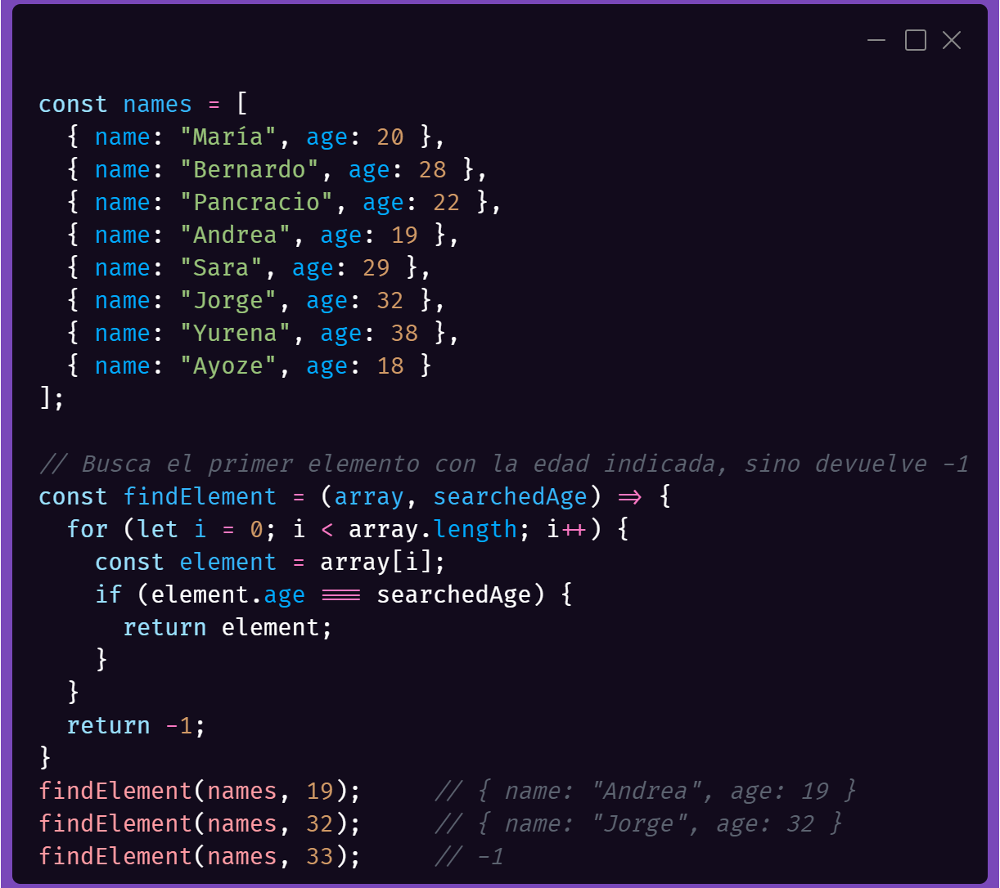 const names = [
  { name: "María", age: 20 },
  { name: "Bernardo", age: 28 },
  { name: "Pancracio", age: 22 },
  { name: "Andrea", age: 19 },
  { name: "Sara", age: 29 },
  { name: "Jorge", age: 32 },
  { name: "Yurena", age: 38 },
  { name: "Ayoze", age: 18 }
];

// Busca el primer elemento con la edad indicada, sino devuelve -1
const findElement = (array, searchedAge) => {
  for (let i = 0; i < array.length; i++) {
    const element = array[i];
    if (element.age === searchedAge) {
      return element;
    }
  }
  return -1;
}
findElement(names, 19);     // { name: "Andrea", age: 19 }
findElement(names, 32);     // { name: "Jorge", age: 32 }
findElement(names, 33);     // -1